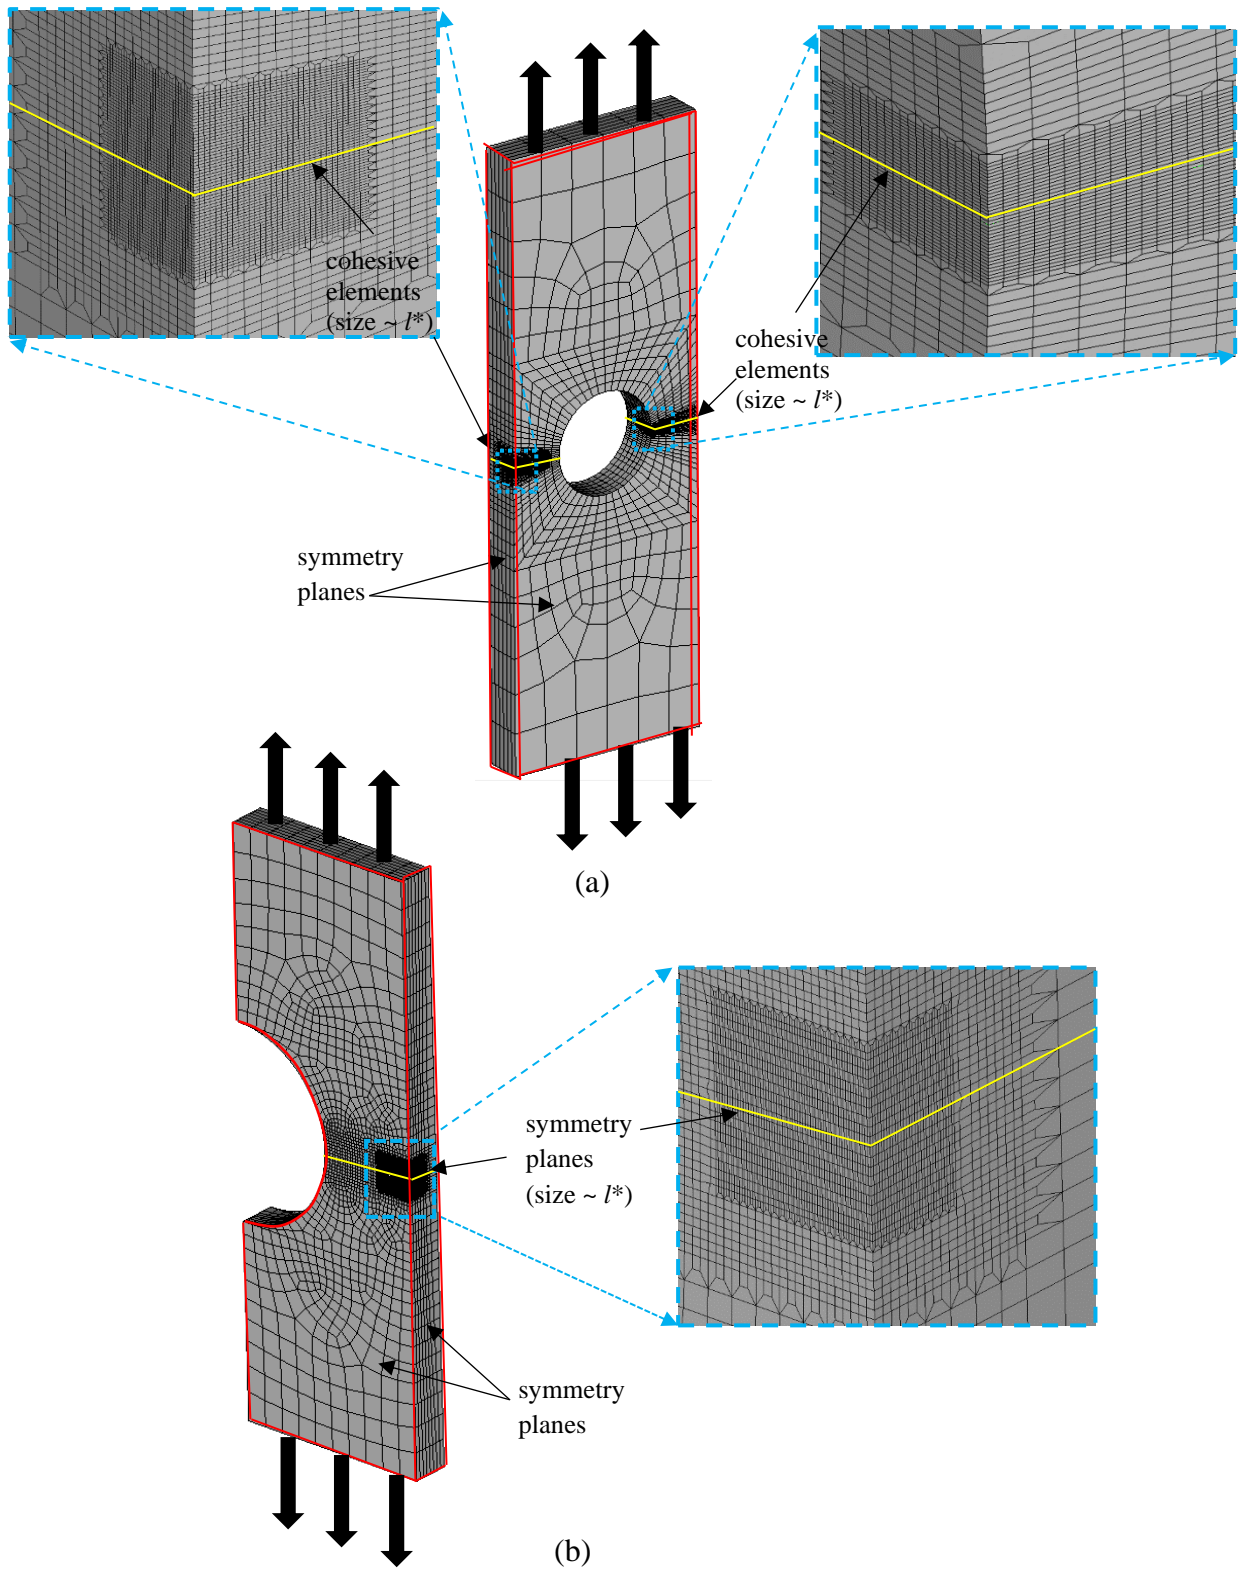 cohesive
elements
(size ~ l*)
cohesive
elements
(size ~ l*)
symmetry
planes
(a)
symmetry
planes
(size ~ l*)
symmetry
planes
(b)